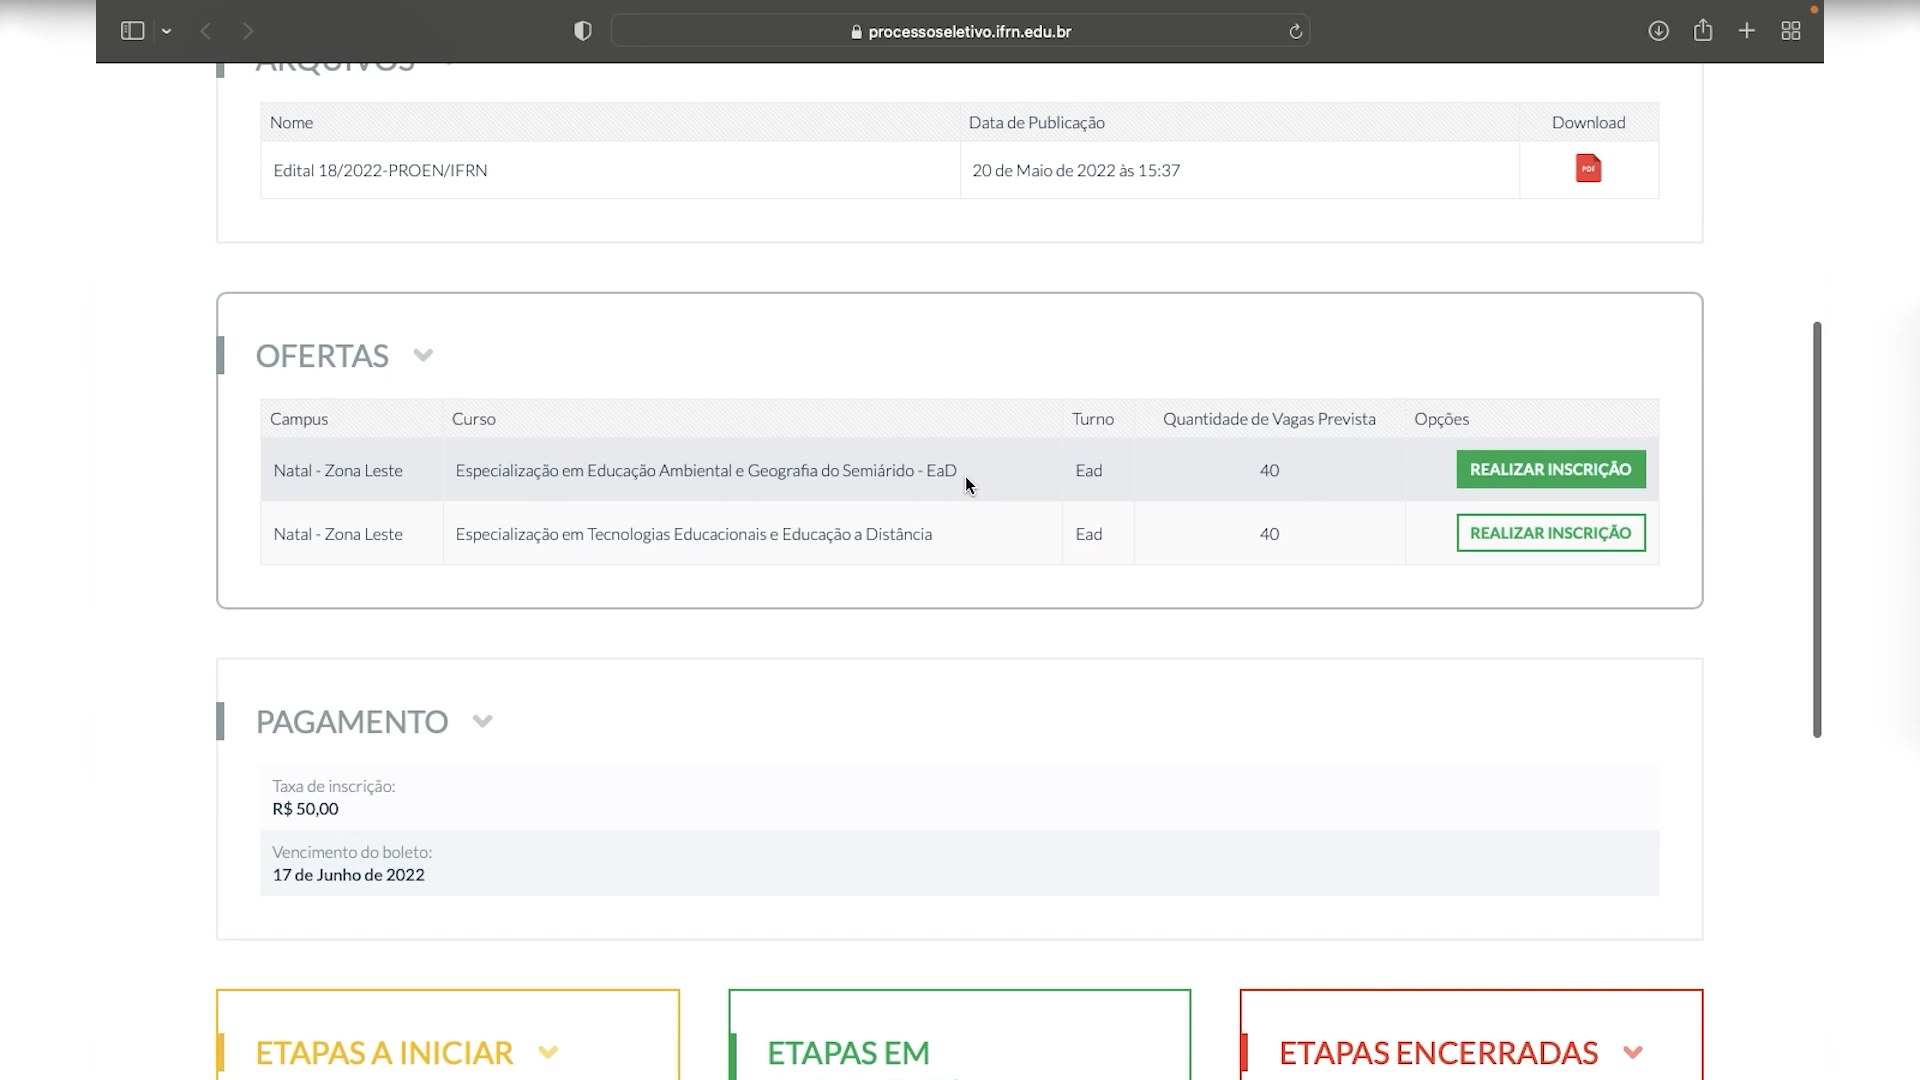 processoseletivo.ifrn.edu.br
ARQUIVOS
Nome Data de Publicação Download
Edital 18/2022-PROEN/IFRN 20 de Maio de 2022 às 15:37 PDF
OFERTAS
Campus Curso Turno Quantidade de Vagas Prevista Opções
Natal - Zona Leste Especialização em Educação Ambiental e Geografia do Semiárido - EaD Ead 40 REALIZAR INSCRIÇÃO
Natal - Zona Leste Especialização em Tecnologias Educacionais e Educação a Distância Ead 40 REALIZAR INSCRIÇÃO
PAGAMENTO
Taxa de inscrição:
R$ 50,00
Vencimento do boleto:
17 de Junho de 2022
ETAPAS A INICIAR ETAPAS EM ETAPAS ENCERRADAS